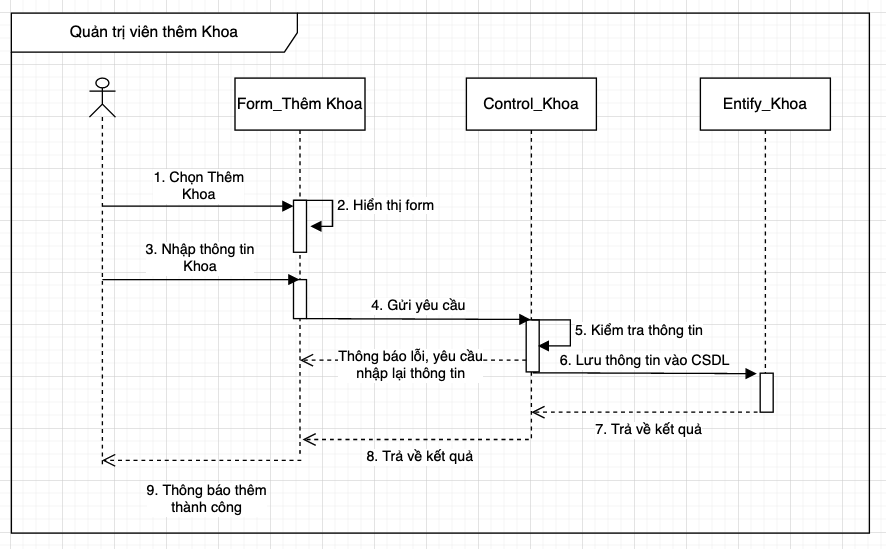 Quản trị viên thêm Khoa
Form_Thêm Khoa
Control_Khoa
Entify_Khoa
1. Chọn Thêm
Khoa
2. Hiển thị form
3. Nhập thông tin
Khoa
4. Gửi yêu cầu
5. Kiểm tra thông tin
Thông báo lỗi, yêu cầu
nhập lại thông tin
6. Lưu thông tin vào CSDL
7. Trả về kết quả
8. Trả về kết quả
9. Thông báo thêm
thành công